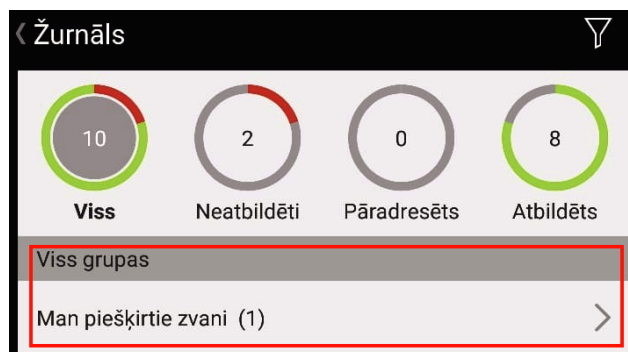 Žurnāls
10
2
0
8
Viss
Neatbildēti
Pāradresēts
Atbildēts
Viss grupas
Man piešķirtie zvani (1)